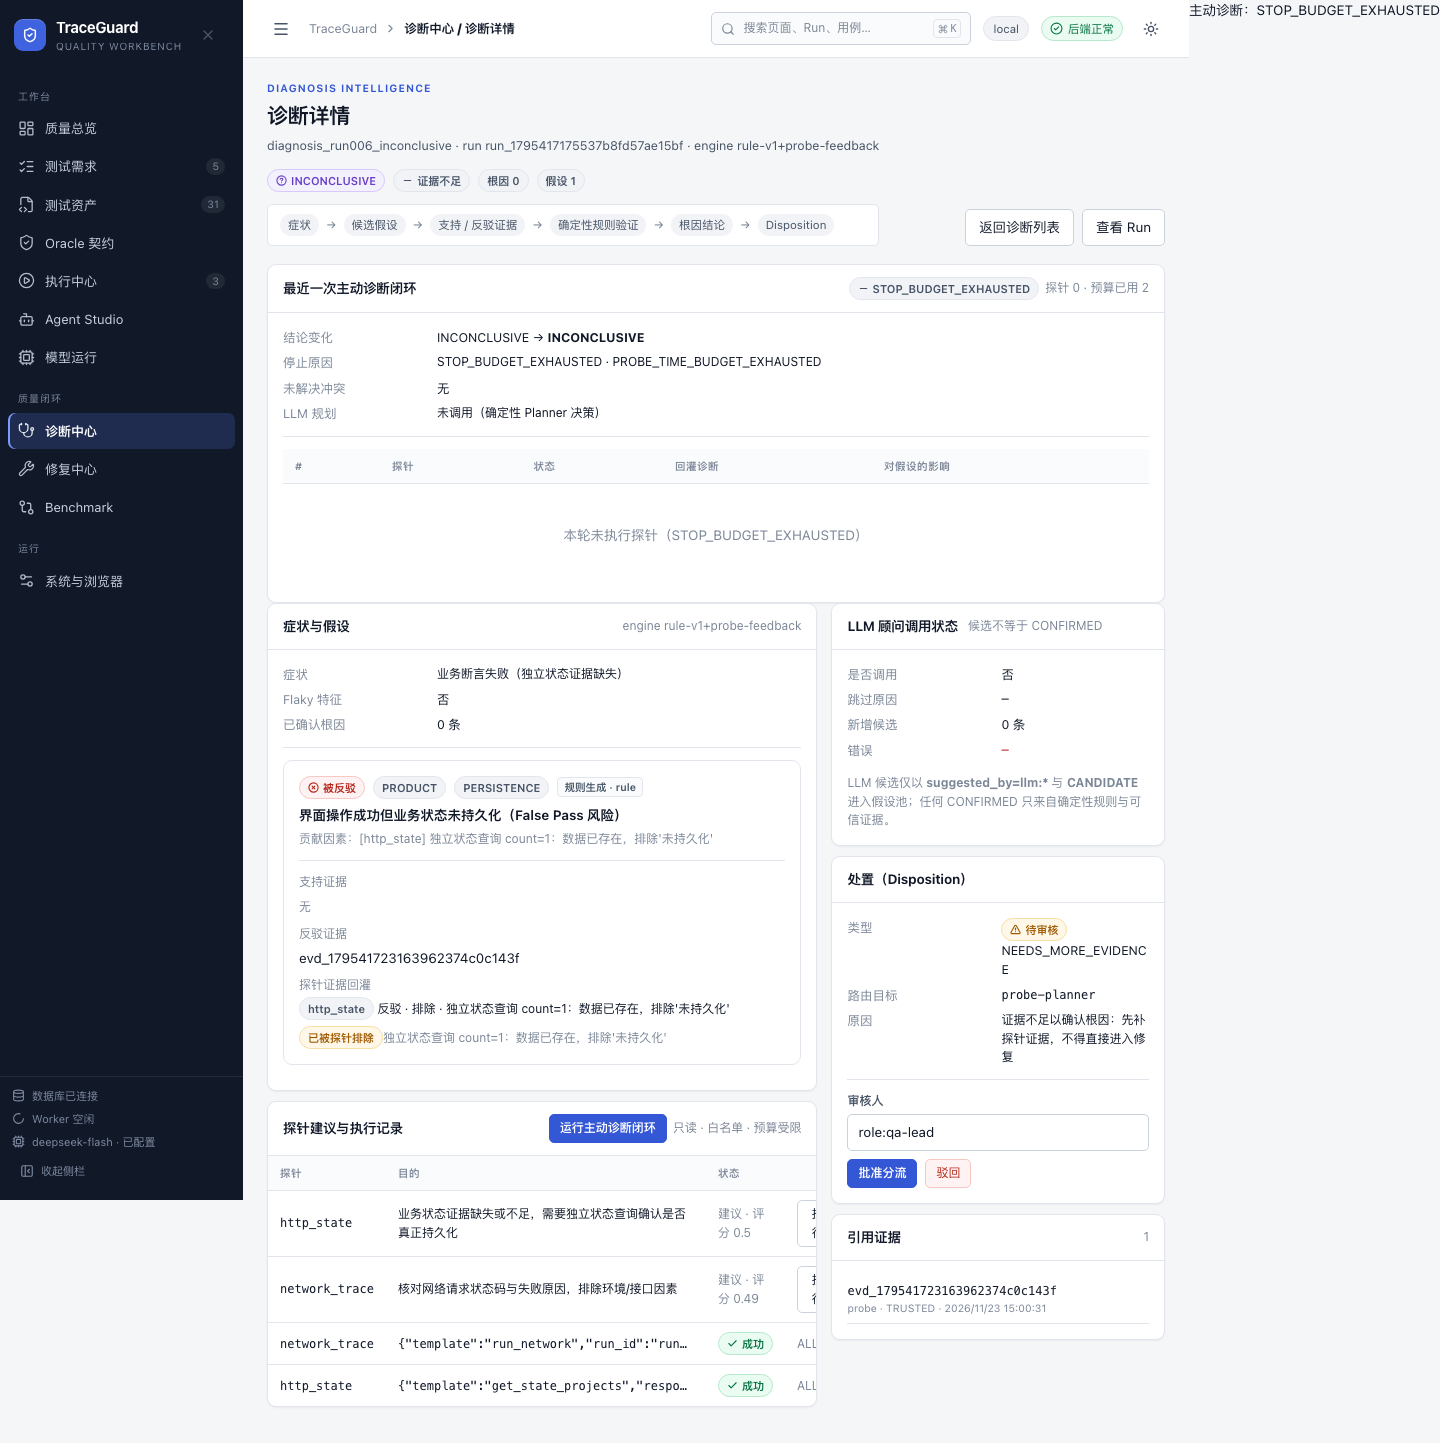 TraceGuard
QUALITY WORKBENCH
工作台
质量总览
测试需求 5
测试资产 31
Oracle 契约
执行中心 3
Agent Studio
模型运行
质量闭环
诊断中心
修复中心
Benchmark
运行
系统与浏览器
数据库已连接
Worker 空闲
deepseek-flash · 已配置
收起侧栏
TraceGuard > 诊断中心 / 诊断详情
搜索页面、Run、用例... ⌘K
local
后端正常
主动诊断：STOP_BUDGET_EXHAUSTED
DIAGNOSIS INTELLIGENCE
诊断详情
diagnosis_run006_inconclusive · run run_1795417175537b8fd57ae15bf · engine rule-v1+probe-feedback
INCONCLUSIVE
— 证据不足
根因 0
假设 1
症状 → 候选假设 → 支持 / 反驳证据 → 确定性规则验证 → 根因结论 → Disposition
返回诊断列表
查看 Run
最近一次主动诊断闭环
— STOP_BUDGET_EXHAUSTED 探针 0 · 预算已用 2
结论变化 INCONCLUSIVE → INCONCLUSIVE
停止原因 STOP_BUDGET_EXHAUSTED · PROBE_TIME_BUDGET_EXHAUSTED
未解决冲突 无
LLM 规划 未调用（确定性 Planner 决策）
# 探针 状态 回灌诊断 对假设的影响
本轮未执行探针（STOP_BUDGET_EXHAUSTED）
症状与假设 engine rule-v1+probe-feedback
症状 业务断言失败（独立状态证据缺失）
Flaky 特征 否
已确认根因 0 条
被反驳 PRODUCT PERSISTENCE 规则生成 · rule
界面操作成功但业务状态未持久化（False Pass 风险）
贡献因素：[http_state] 独立状态查询 count=1：数据已存在，排除'未持久化'
支持证据
无
反驳证据
evd_179541723163962374c0c143f
探针证据回灌
http_state 反驳 · 排除 · 独立状态查询 count=1：数据已存在，排除'未持久化'
已被探针排除 独立状态查询 count=1：数据已存在，排除'未持久化'
探针建议与执行记录
运行主动诊断闭环 只读 · 白名单 · 预算受限
探针 目的 状态
http_state 业务状态证据缺失或不足，需要独立状态查询确认是否
真正持久化
建议 · 评
分 0.5
network_trace 核对网络请求状态码与失败原因，排除环境/接口因素
建议 · 评
分 0.49
network_trace {"template":"run_network","run_id":"run… 成功 ALL
http_state {"template":"get_state_projects","respo… 成功 ALL
LLM 顾问调用状态 候选不等于 CONFIRMED
是否调用 否
跳过原因 —
新增候选 0 条
错误 —
LLM 候选仅以 suggested_by=llm:* 与 CANDIDATE
进入假设池；任何 CONFIRMED 只来自确定性规则与可
信证据。
处置（Disposition）
类型 待审核
NEEDS_MORE_EVIDENC
E
路由目标 probe-planner
原因 证据不足以确认根因：先补
探针证据，不得直接进入修
复
审核人
role:qa-lead
批准分流
驳回
引用证据 1
evd_179541723163962374c0c143f
probe · TRUSTED · 2026/11/23 15:00:31